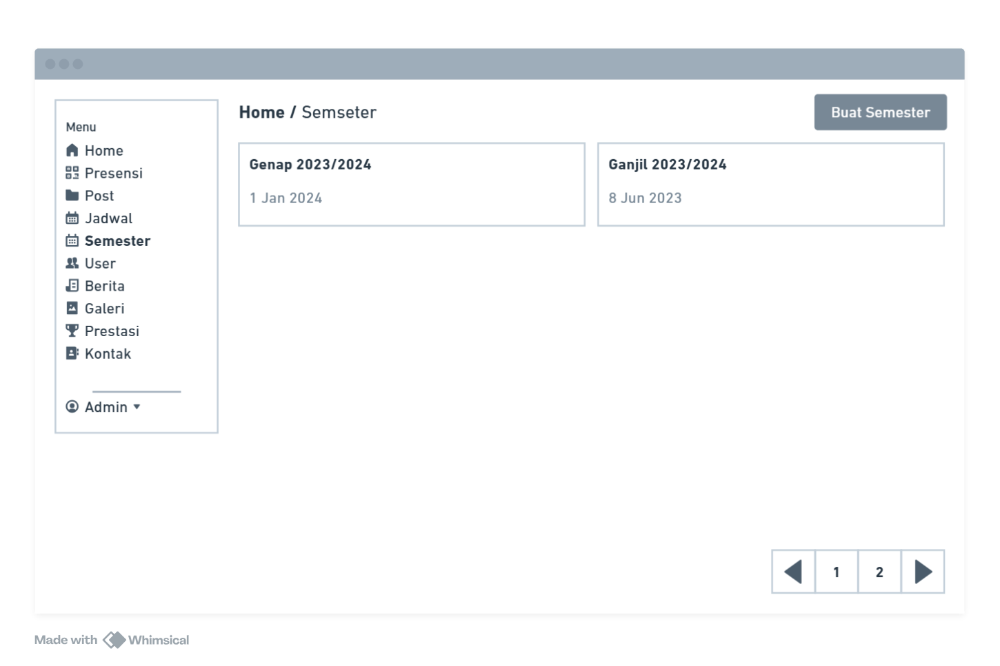 Menu
Home
Presensi
Post
Jadwal
Semester
User
Berita
Galeri
Prestasi
Kontak
Admin
Home / Semseter
Buat Semester
Genap 2023/2024
1 Jan 2024
Ganjil 2023/2024
8 Jun 2023
1
2
Made with Whimsical